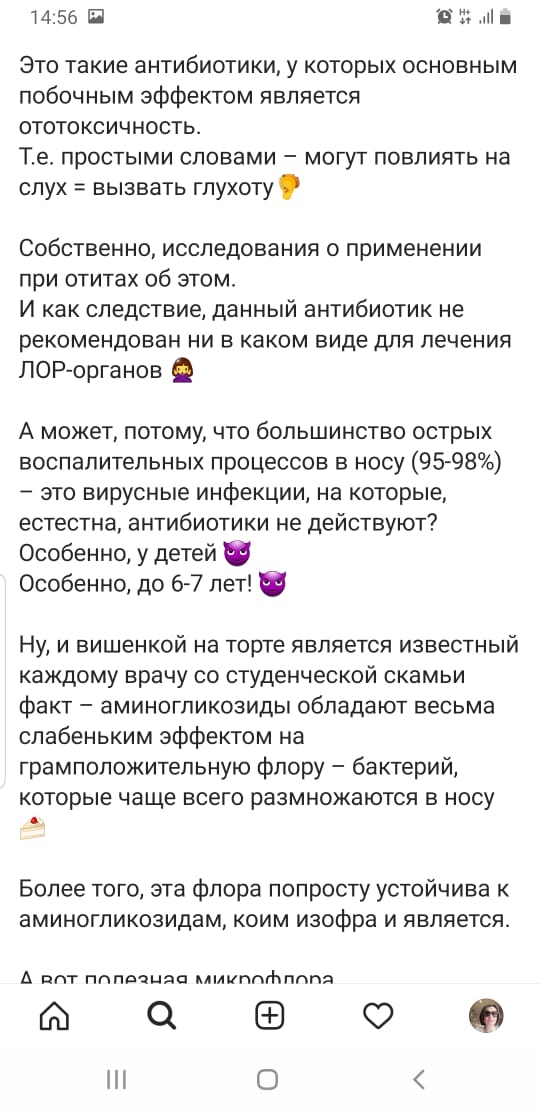 14:56
Это такие антибиотики, у которых основным
побочным эффектом является
ототоксичность.
Т.е. простыми словами – могут повлиять на
слух = вызвать глухоту🦻
Собственно, исследования о применении
при отитах об этом.
И как следствие, данный антибиотик не
рекомендован ни в каком виде для лечения
ЛОР-органов 🙅‍♀️
А может, потому, что большинство острых
воспалительных процессов в носу (95-98%)
– это вирусные инфекции, на которые,
естестна, антибиотики не действуют?
Особенно, у детей 😈
Особенно, до 6-7 лет! 😈
Ну, и вишенкой на торте является известный
каждому врачу со студенческой скамьи
факт – аминогликозиды обладают весьма
слабеньким эффектом на
грамположительную флору – бактерий,
которые чаще всего размножаются в носу
🍰
Более того, эта флора попросту устойчива к
аминогликозидам, коим изофра и является.
А вот полезная микрофлора